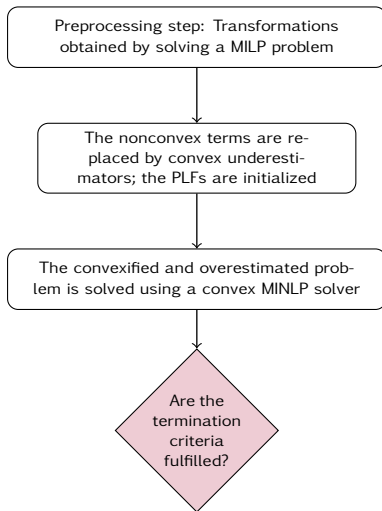 Preprocessing step: Transformations
obtained by solving a MILP problem
The nonconvex terms are re-
placed by convex underesti-
mators; the PLFs are initialized
The convexified and overestimated prob-
lem is solved using a convex MINLP solver
Are the
termination
criteria
fulfilled?